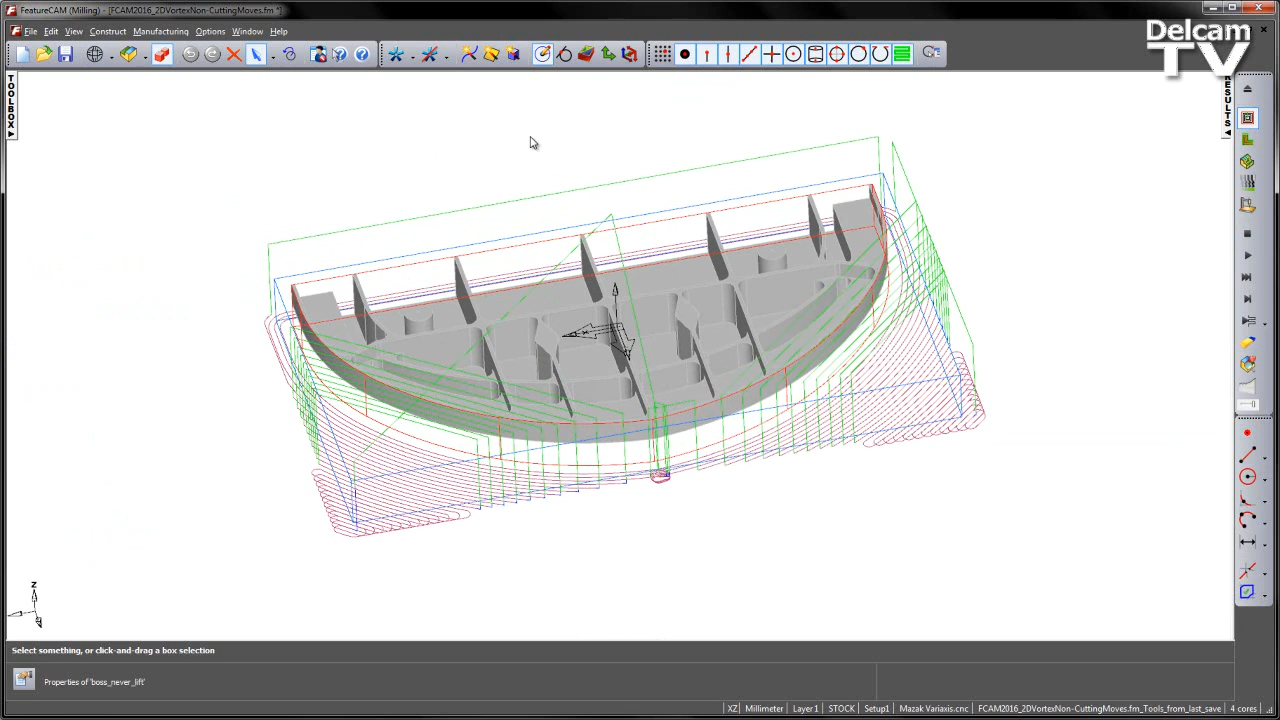 FeatureCAM (Milling) - [FCAM2016_2DVortexNon-CuttingMoves.fm *]
File Edit View Construct Manufacturing Options Window Help
Delcam
TV
TOOLBOX
RESULTS
Z
Select something, or click-and-drag a box selection
Properties of 'boss_never_lift'
XZ Millimeter Layer1 STOCK Setup1 Mazak Variaxis.cnc FCAM2016_2DVortexNon-CuttingMoves.fm_Tools_from_last_save 4 cores